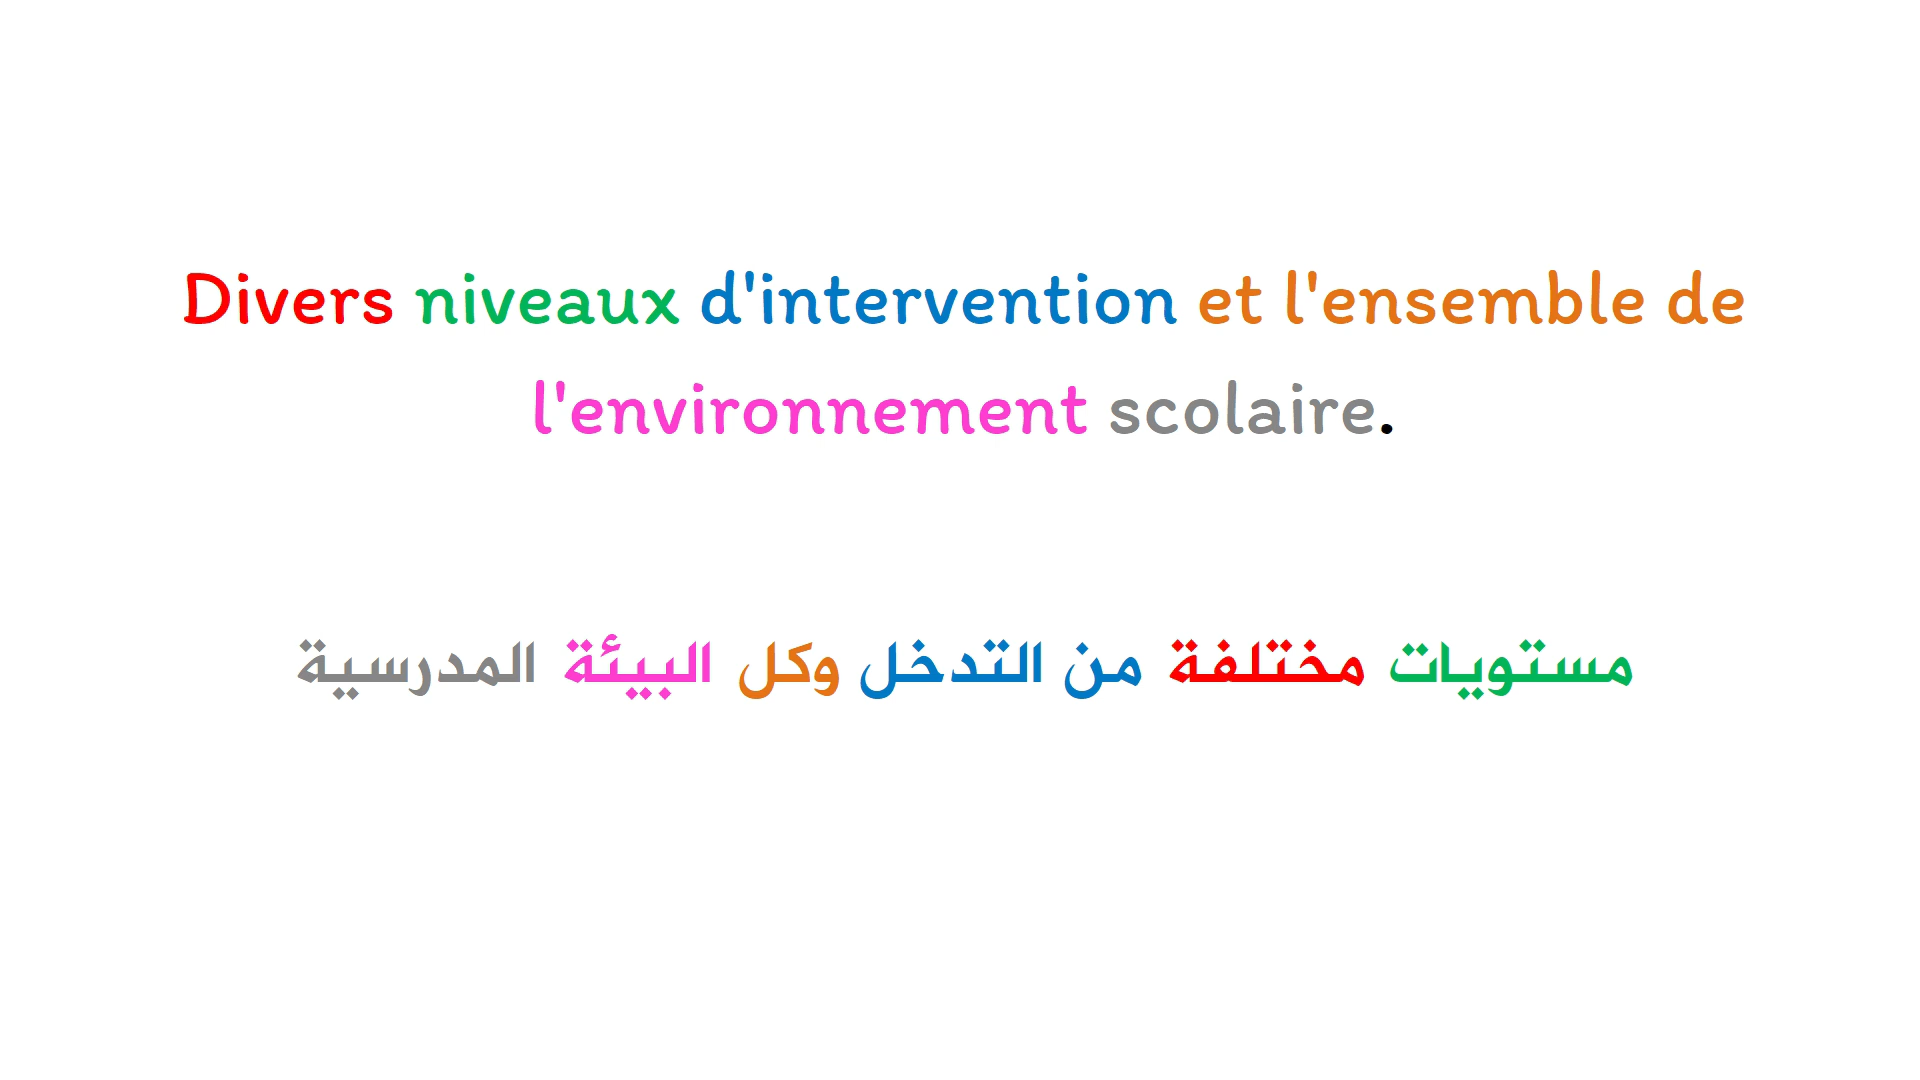 Divers niveaux d'intervention et l'ensemble de
l'environnement scolaire.
مستويات مختلفة من التدخل وكل البيئة المدرسية